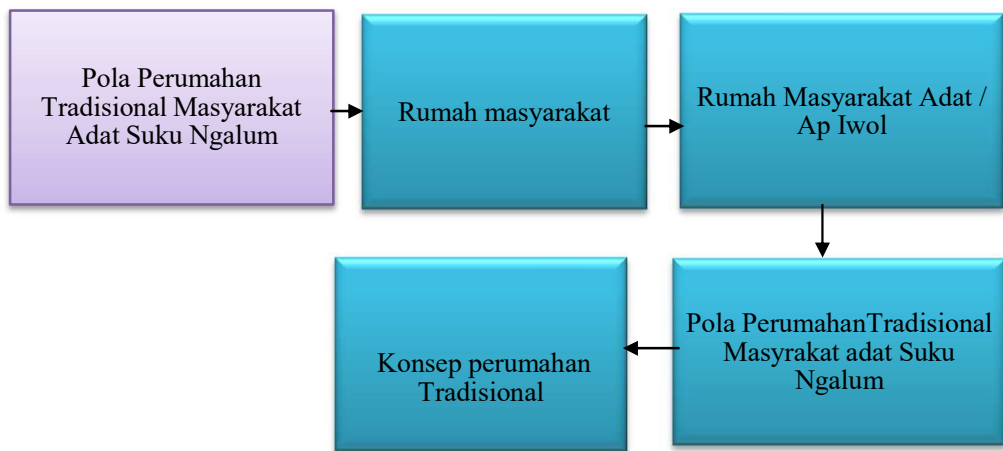 Pola Perumahan
Tradisional Masyarakat
Adat Suku Ngalum
Rumah masyarakat
Rumah Masyarakat Adat /
Ap Iwol
Pola PerumahanTradisional
Masyrakat adat Suku
Ngalum
Konsep perumahan
Tradisional